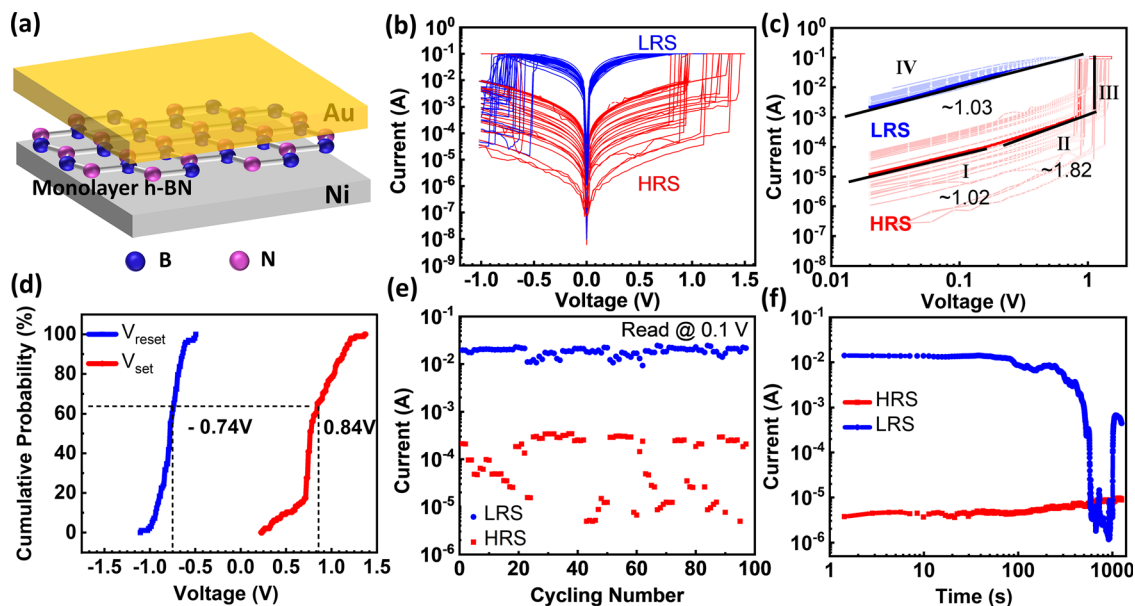 (a)
Au
Monolayer h-BN
Ni
B
N
(b)
10⁰
10⁻¹
10⁻²
10⁻³
10⁻⁴
10⁻⁵
10⁻⁶
10⁻⁷
10⁻⁸
10⁻⁹
Current (A)
LRS
HRS
-1.0 -0.5 0.0 0.5 1.0 1.5
Voltage (V)
(c)
10⁰
10⁻¹
10⁻²
10⁻³
10⁻⁴
10⁻⁵
10⁻⁶
10⁻⁷
10⁻⁸
Current (A)
IV
III
~1.03
LRS
II
I
~1.82
~1.02
HRS
0.01 0.1 1
Voltage (V)
(d)
Cumulative Probability (%)
100
80
60
40
20
0
V_reset
V_set
- 0.74V
0.84V
-1.5 -1.0 -0.5 0.0 0.5 1.0 1.5
Voltage (V)
(e)
10⁻¹
10⁻²
10⁻³
10⁻⁴
10⁻⁵
10⁻⁶
Current (A)
Read @ 0.1 V
LRS
HRS
0 20 40 60 80 100
Cycling Number
(f)
10⁻¹
10⁻²
10⁻³
10⁻⁴
10⁻⁵
10⁻⁶
Current (A)
HRS
LRS
1 10 100 1000
Time (s)